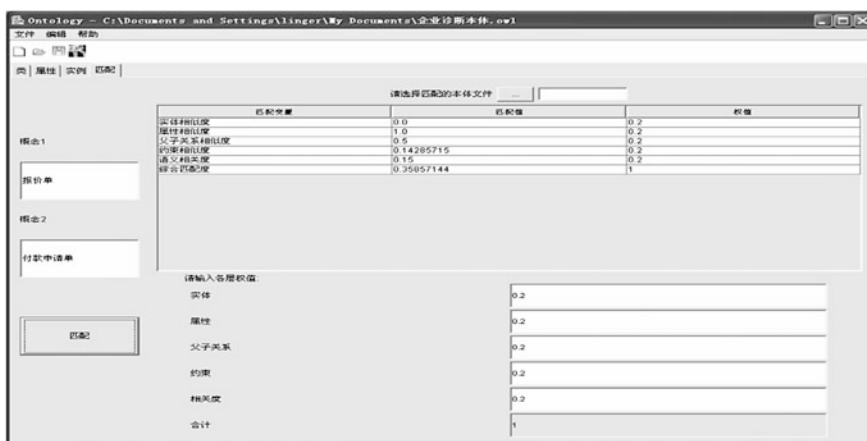 Ontology - C:\Documents and Settings\linger\My Documents\企业诊断本体.owl
文件 编辑 帮助
类 属性 实例 匹配
请选择匹配的本体文件 ...
匹配变量 匹配值 权值
实体相似度 0.0 0.2
属性相似度 1.0 0.2
父子关系相似度 0.5 0.2
约束相似度 0.14285715 0.2
语义相关度 0.15 0.2
综合匹配度 0.35857144 1
概念1
报价单
概念2
付款申请单
匹配
请输入各层权值:
实体 0.2
属性 0.2
父子关系 0.2
约束 0.2
相关度 0.2
合计 1